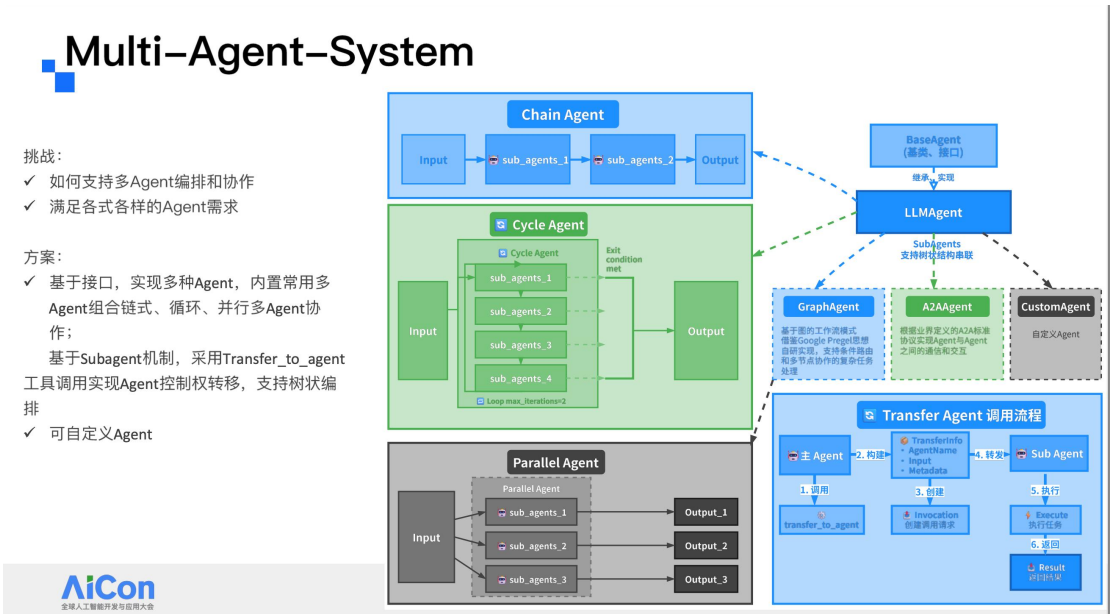 Multi-Agent-System
挑战：
✓ 如何支持多Agent编排和协作
✓ 满足各式各样的Agent需求
方案：
✓ 基于接口，实现多种Agent，内置常用多
Agent组合链式、循环、并行多Agent协
作；
基于Subagent机制，采用Transfer_to_agent
工具调用实现Agent控制权转移，支持树状编
排
✓ 可自定义Agent
Chain Agent
Input
sub_agents_1
sub_agents_2
Output
Cycle Agent
Cycle Agent
Exit
condition
met
Input
sub_agents_1
sub_agents_2
sub_agents_3
sub_agents_4
Output
Loop max_iterations=2
Parallel Agent
Parallel Agent
Input
sub_agents_1
sub_agents_2
sub_agents_3
Output_1
Output_2
Output_3
BaseAgent
(基类、接口)
继承、实现
LLMAgent
SubAgents
支持树状结构串联
GraphAgent
基于图的工作流模式
借鉴Google Pregel思想
自研实现，支持条件路由
和多节点协作的复杂任务
处理
A2AAgent
根据业界定义的A2A标准
协议实现Agent与Agent
之间的通信和交互
CustomAgent
自定义Agent
Transfer Agent 调用流程
主 Agent
2. 构建
TransferInfo
• AgentName
• Input
• Metadata
4. 转发
Sub Agent
1. 调用
3. 创建
5. 执行
transfer_to_agent
Invocation
创建调用请求
Execute
执行任务
6. 返回
Result
返回结果
AiCon
全球人工智能开发与应用大会